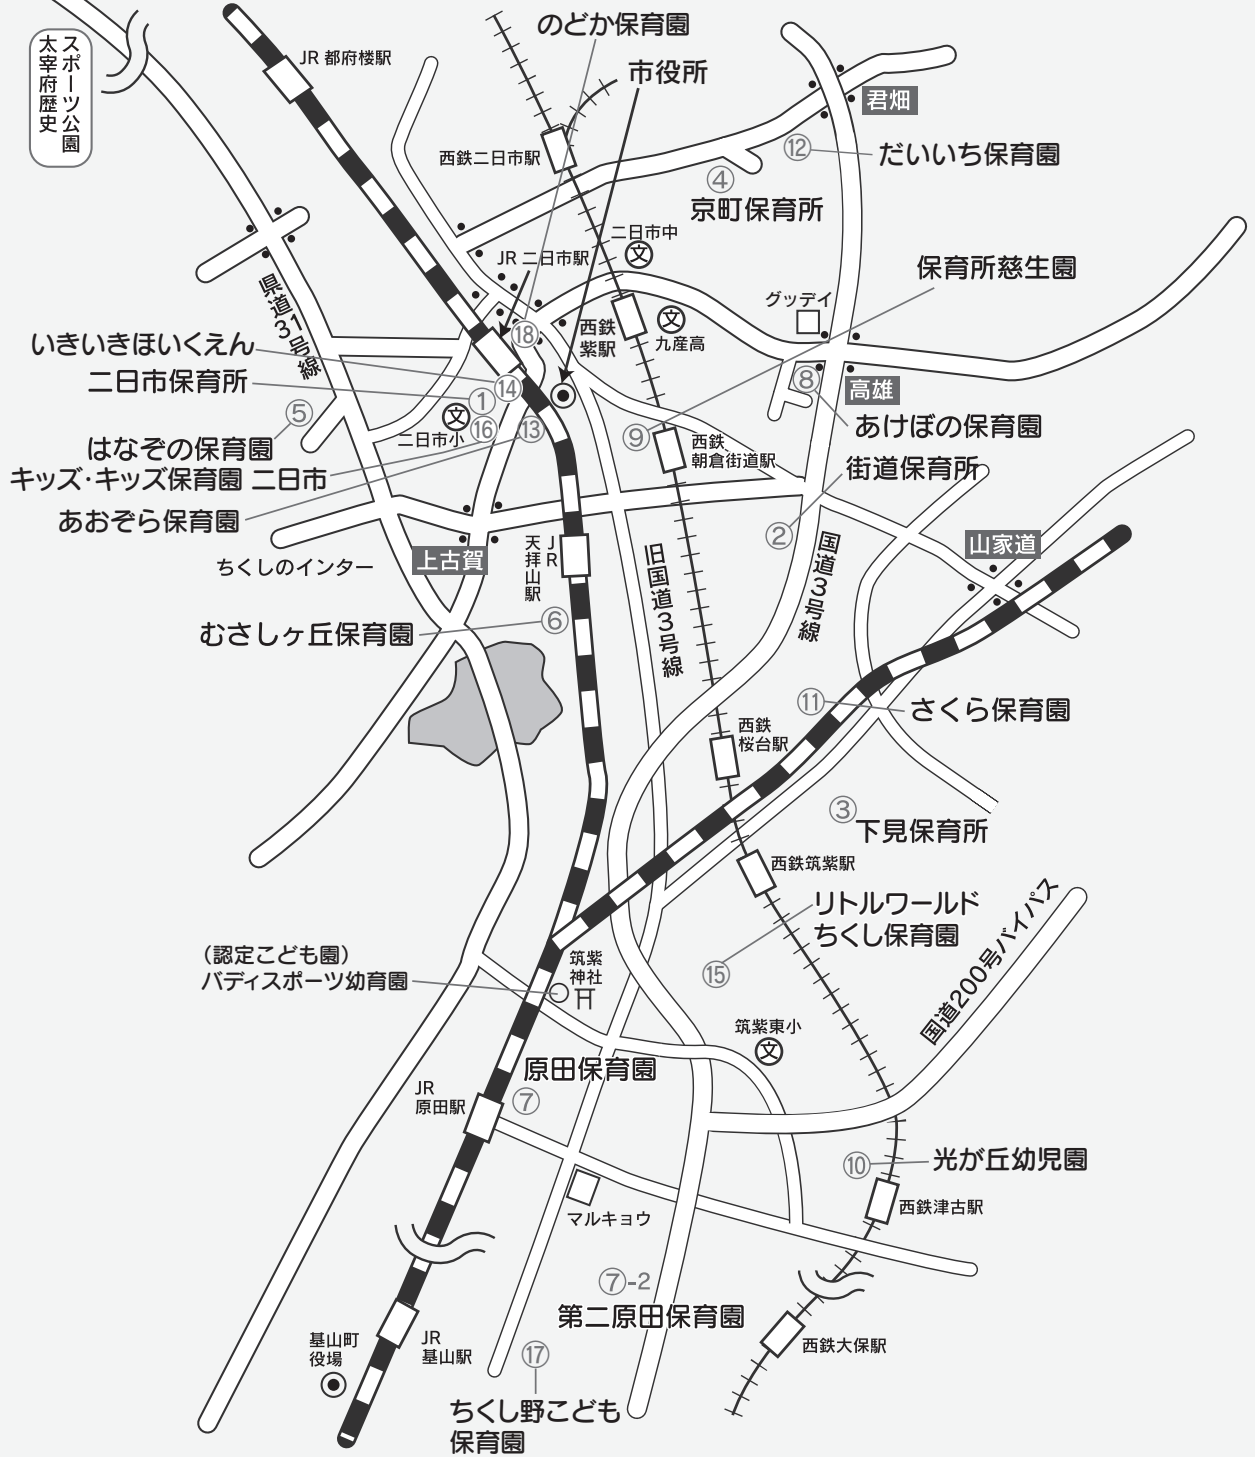 のどか保育園
市役所
スポーツ公園
太宰府歴史
JR 都府楼駅
君畑
⑫
だいいち保育園
西鉄二日市駅
④
京町保育所
二日市中
文
JR 二日市駅
保育所慈生園
県道31号線
グッデイ
⑱
西鉄
紫駅
文
九産高
いきいきほいくえん
二日市保育所
⑭
①
⑧
高雄
⑤
文
二日市小
⑯
⑬
⑨
あけぼの保育園
はなぞの保育園
キッズ・キッズ保育園 二日市
西鉄
朝倉街道駅
街道保育所
あおぞら保育園
②
上古賀
ちくしのインター
JR
天拝山駅
旧国道3号線
国道3号線
山家道
むさしヶ丘保育園
⑥
⑪
さくら保育園
西鉄
桜台駅
③
下見保育所
西鉄筑紫駅
リトルワールド
ちくし保育園
国道200号バイパス
(認定こども園)
バディスポーツ幼育園
筑紫
神社
⑮
筑紫東小
文
原田保育園
JR
原田駅
⑦
⑩
光が丘幼児園
マルキョウ
西鉄津古駅
⑦-2
第二原田保育園
基山町
役場
JR
基山駅
⑰
西鉄大保駅
ちくし野こども
保育園